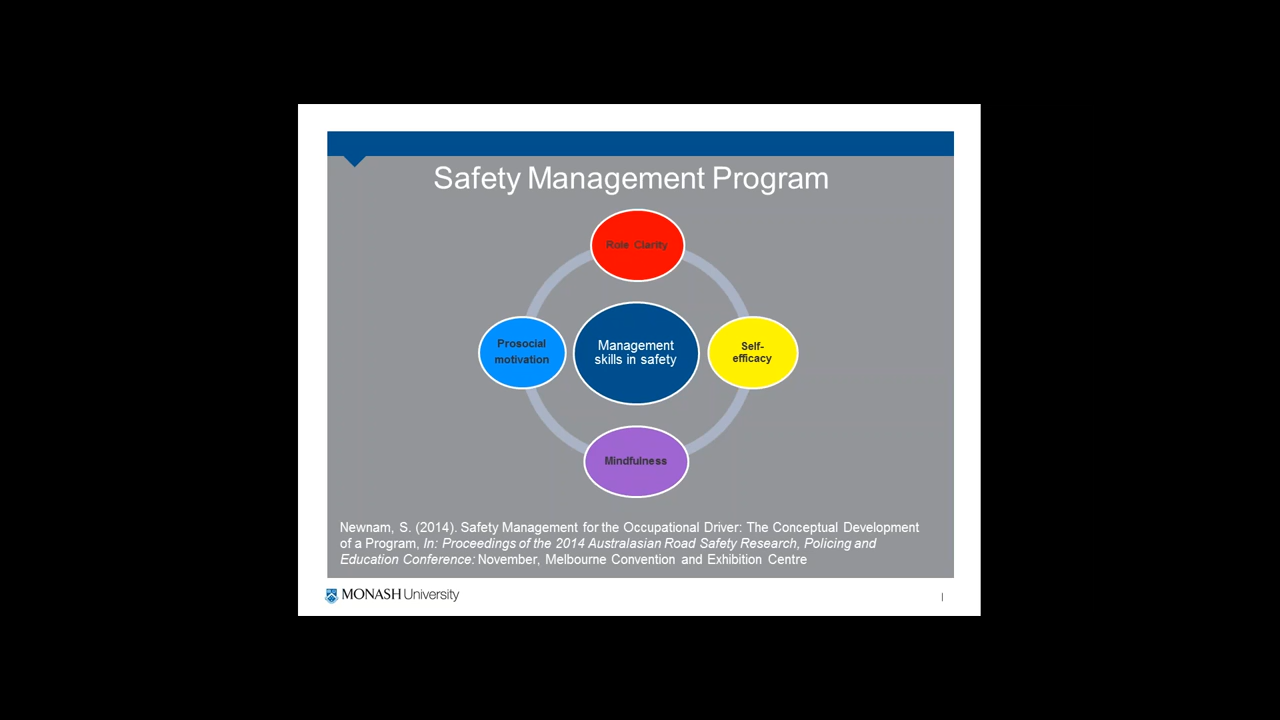 Safety Management Program
Role Clarity
Prosocial
motivation
Management
skills in safety
Self-
efficacy
Mindfulness
Newnam, S. (2014). Safety Management for the Occupational Driver: The Conceptual Development
of a Program, In: Proceedings of the 2014 Australasian Road Safety Research, Policing and
Education Conference: November, Melbourne Convention and Exhibition Centre
MONASH University
|